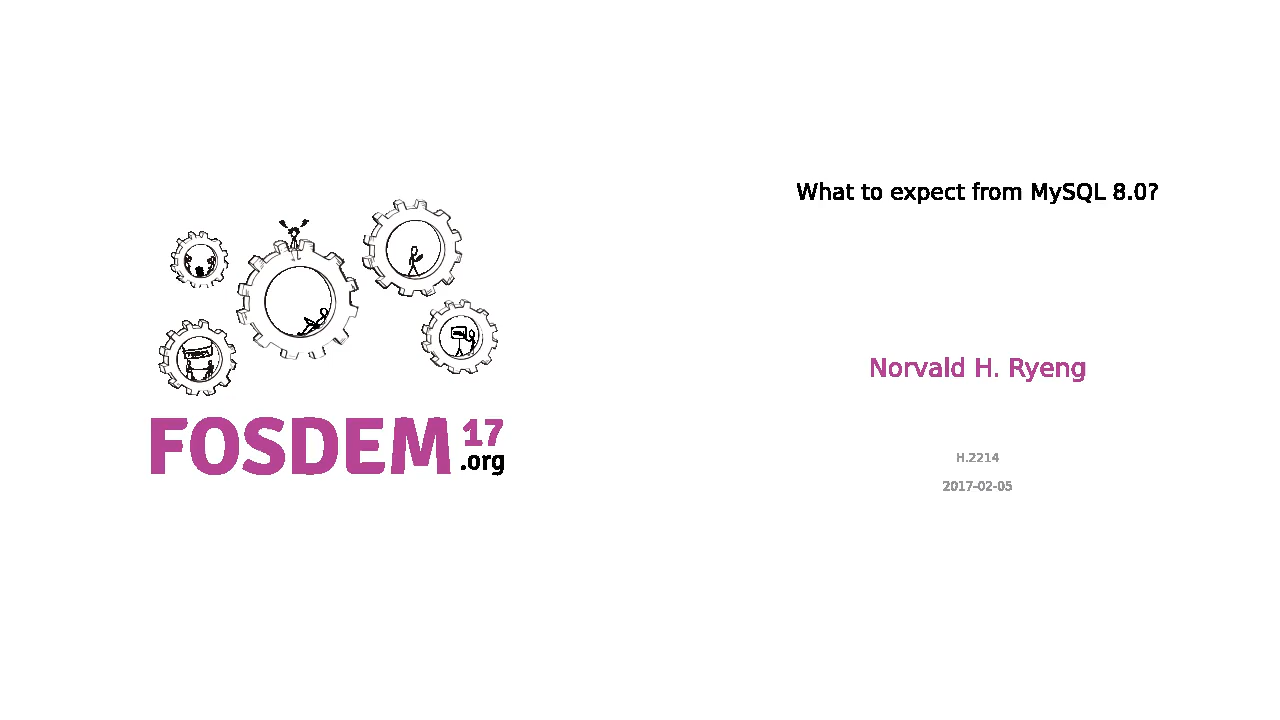 FOSDEM 17
.org
What to expect from MySQL 8.0?
Norvald H. Ryeng
H.2214
2017-02-05